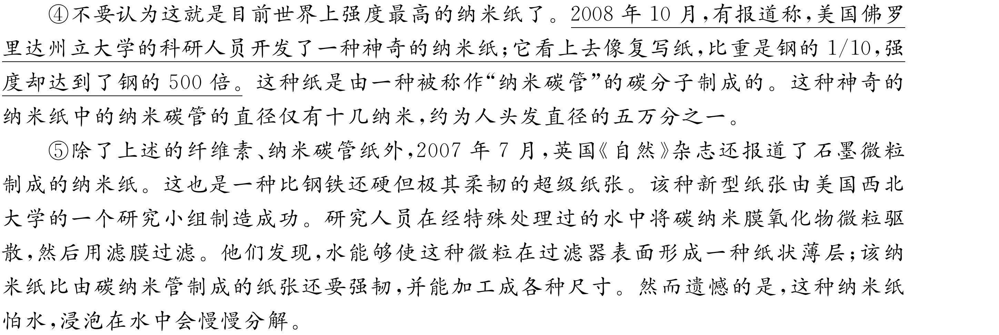 ④不要认为这就是目前世界上强度最高的纳米纸了。2008 年 10 月,有报道称,美国佛罗
里达州立大学的科研人员开发了一种神奇的纳米纸;它看上去像复写纸,比重是钢的 1/10,强
度却达到了钢的 500 倍。这种纸是由一种被称作“纳米碳管”的碳分子制成的。这种神奇的
纳米纸中的纳米碳管的直径仅有十几纳米,约为人头发直径的五万分之一。
⑤除了上述的纤维素、纳米碳管纸外,2007 年 7 月,英国《自然》杂志还报道了石墨微粒
制成的纳米纸。这也是一种比钢铁还硬但极其柔韧的超级纸张。该种新型纸张由美国西北
大学的一个研究小组制造成功。研究人员在经特殊处理过的水中将碳纳米膜氧化物微粒驱
散,然后用滤膜过滤。他们发现,水能够使这种微粒在过滤器表面形成一种纸状薄层;该纳
米纸比由碳纳米管制成的纸张还要强韧,并能加工成各种尺寸。然而遗憾的是,这种纳米纸
怕水,浸泡在水中会慢慢分解。